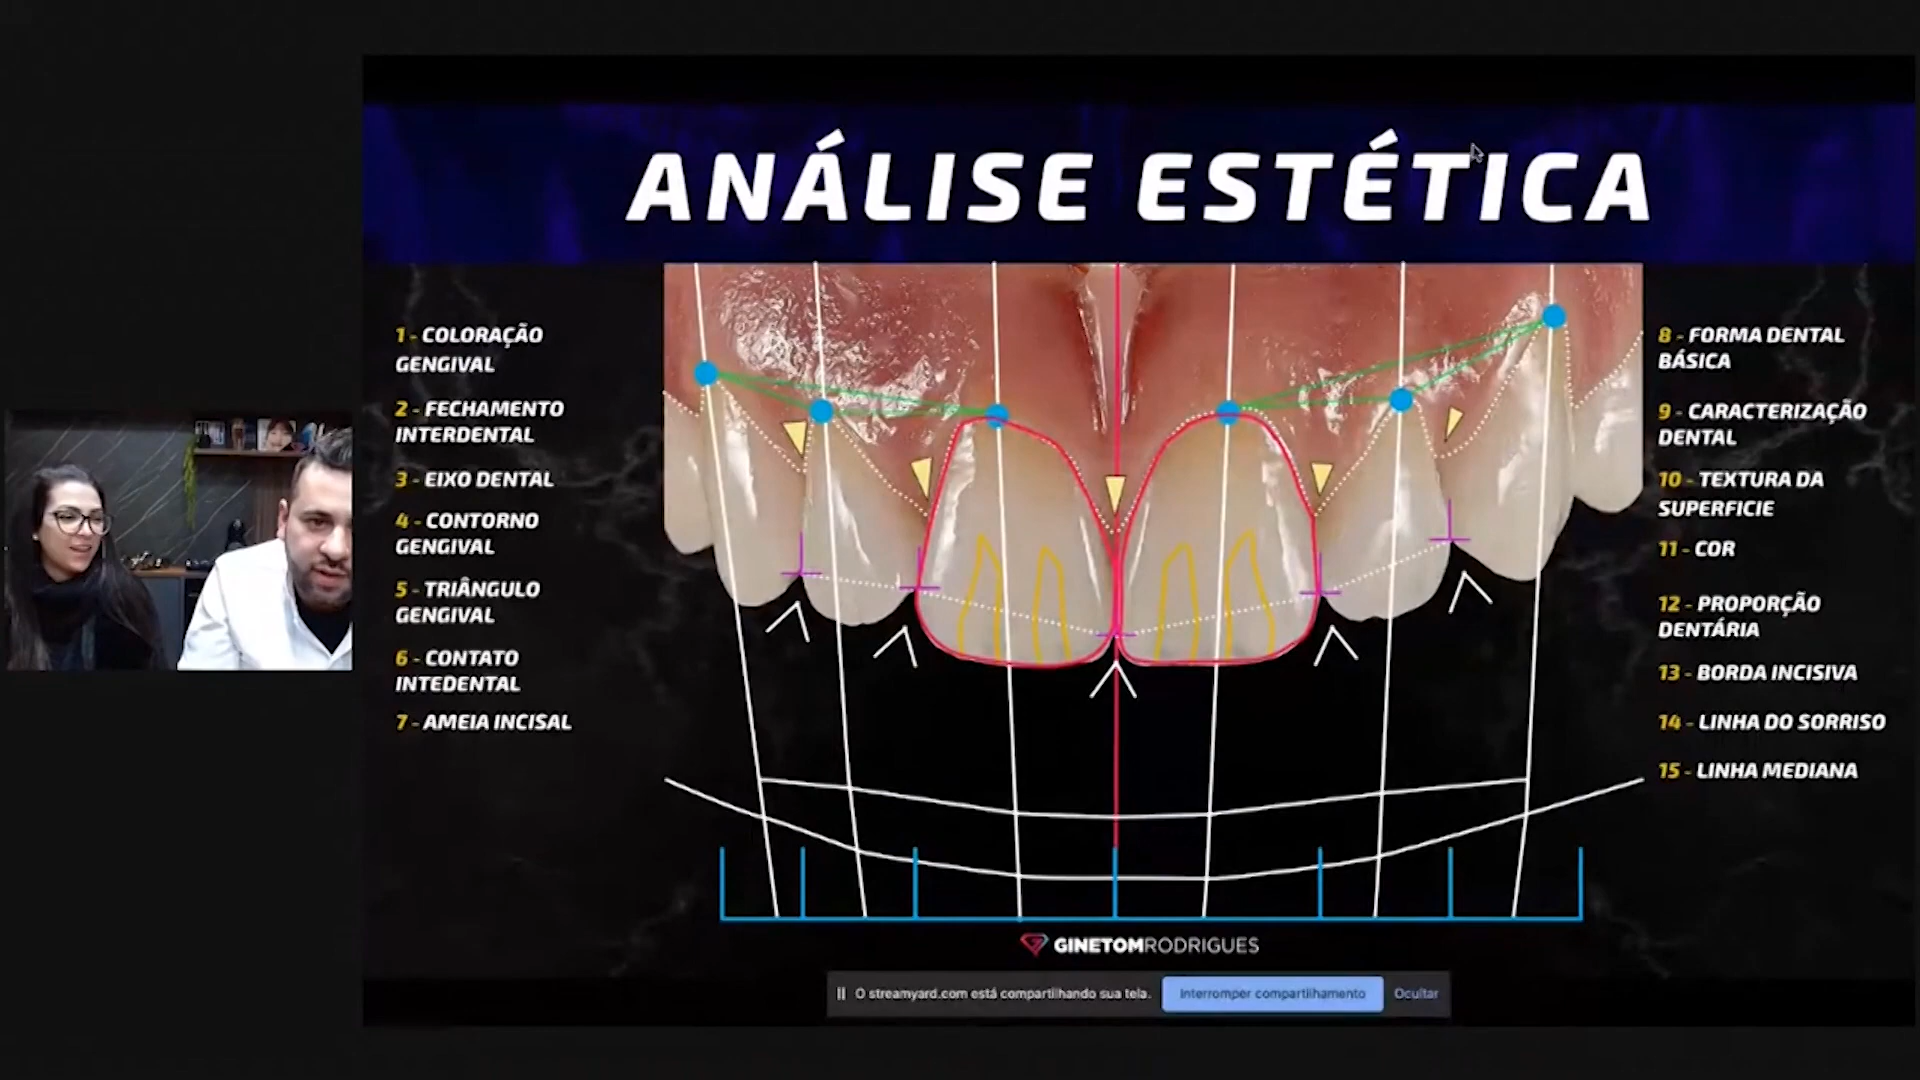 ANÁLISE ESTÉTICA
1 - COLORAÇÃO
GENGIVAL
2 - FECHAMENTO
INTERDENTAL
3 - EIXO DENTAL
4 - CONTORNO
GENGIVAL
5 - TRIÂNGULO
GENGIVAL
6 - CONTATO
INTEDENTAL
7 - AMEIA INCISAL
8 - FORMA DENTAL
BÁSICA
9 - CARACTERIZAÇÃO
DENTAL
10 - TEXTURA DA
SUPERFICIE
11 - COR
12 - PROPORÇÃO
DENTÁRIA
13 - BORDA INCISIVA
14 - LINHA DO SORRISO
15 - LINHA MEDIANA
GINETOMRODRIGUES
O streamyard.com está compartilhando sua tela.
Interromper compartilhamento
Ocultar